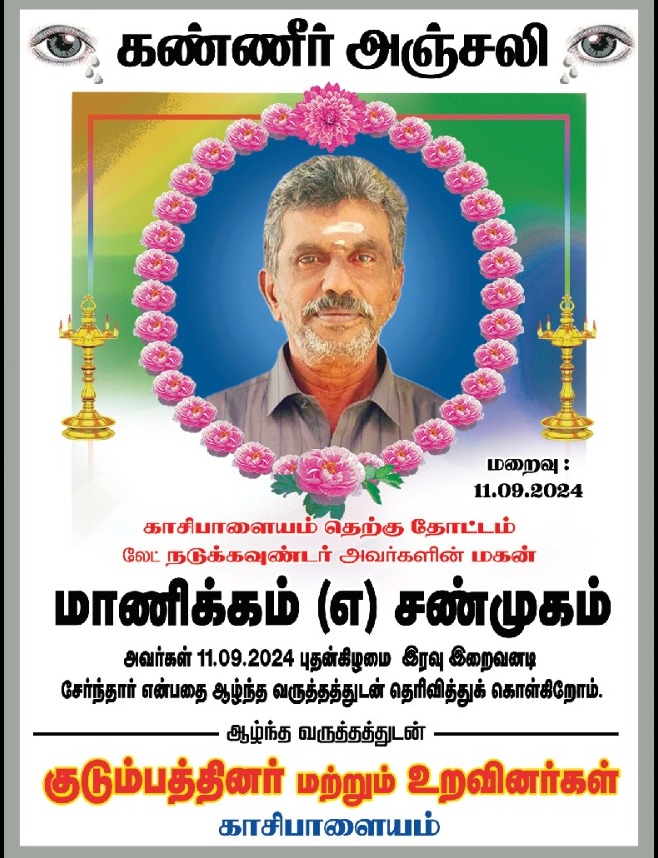 கண்ணீர் அஞ்சலி
மறைவு :
11.09.2024
காசிபாளையம் தெற்கு தோட்டம்
லேட் நடுக்கவுண்டர் அவர்களின் மகன்
மாணிக்கம் (எ) சண்முகம்
அவர்கள் 11.09.2024 புதன்கிழமை இரவு இறைவனடி
சேர்ந்தார் என்பதை ஆழ்ந்த வருத்தத்துடன் தெரிவித்துக் கொள்கிறோம்.
ஆழ்ந்த வருத்தத்துடன்
குடும்பத்தினர் மற்றும் உறவினர்கள்
காசிபாளையம்